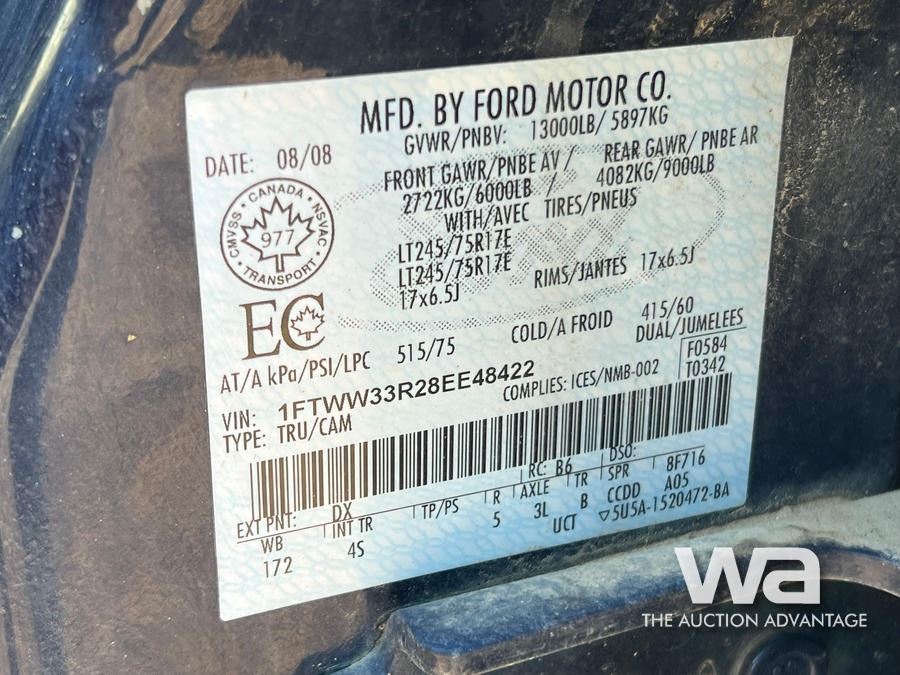 MFD. BY FORD MOTOR CO.
DATE: 08/08
GVWR/PNBV: 13000LB/ 5897KG
FRONT GAWR/PNBE AV / REAR GAWR/ PNBE AR
2722KG/6000LB / 4082KG/9000LB
WITH/AVEC TIRES/PNEUS
LT245/75R17E
LT245/75R17E RIMS/JANTES 17x6.5J
17x6.5J
CANADA
CMVSS NSVAC
977
TRANSPORT
EC
AT/A kPa/PSI/LPC 515/75 COLD/A FROID 415/60
DUAL/JUMELEES
VIN: 1FTWW33R28EE48422
COMPLIES: ICES/NMB-002
F0584
T0342
TYPE: TRU/CAM
EXT PNT: DX RC: B6 DSO:
WB INT TR TP/PS R AXLE TR SPR 8F716
172 4S 5 3L B CCDD A05
UCT ▽5U5A-1520472-BA
wa
THE AUCTION ADVANTAGE